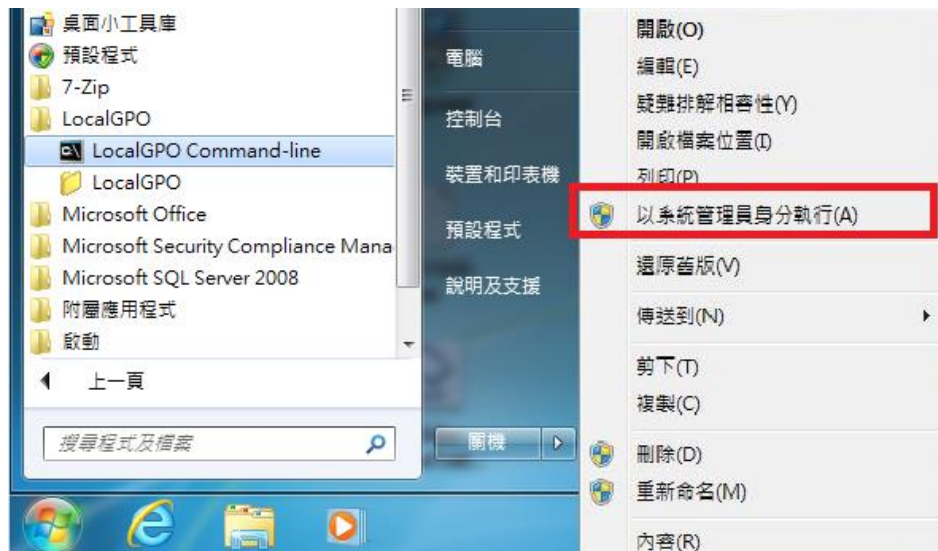 桌面小工具庫
預設程式
7-Zip
LocalGPO
LocalGPO Command-line
LocalGPO
Microsoft Office
Microsoft Security Compliance Mana
Microsoft SQL Server 2008
附屬應用程式
啟動
上一頁
搜尋程式及檔案
電腦
控制台
裝置和印表機
預設程式
說明及支援
關機
開啟(O)
編輯(E)
疑難排解相容性(Y)
開啟檔案位置(I)
列印(P)
以系統管理員身分執行(A)
還原舊版(V)
傳送到(N)
剪下(T)
複製(C)
刪除(D)
重新命名(M)
內容(R)